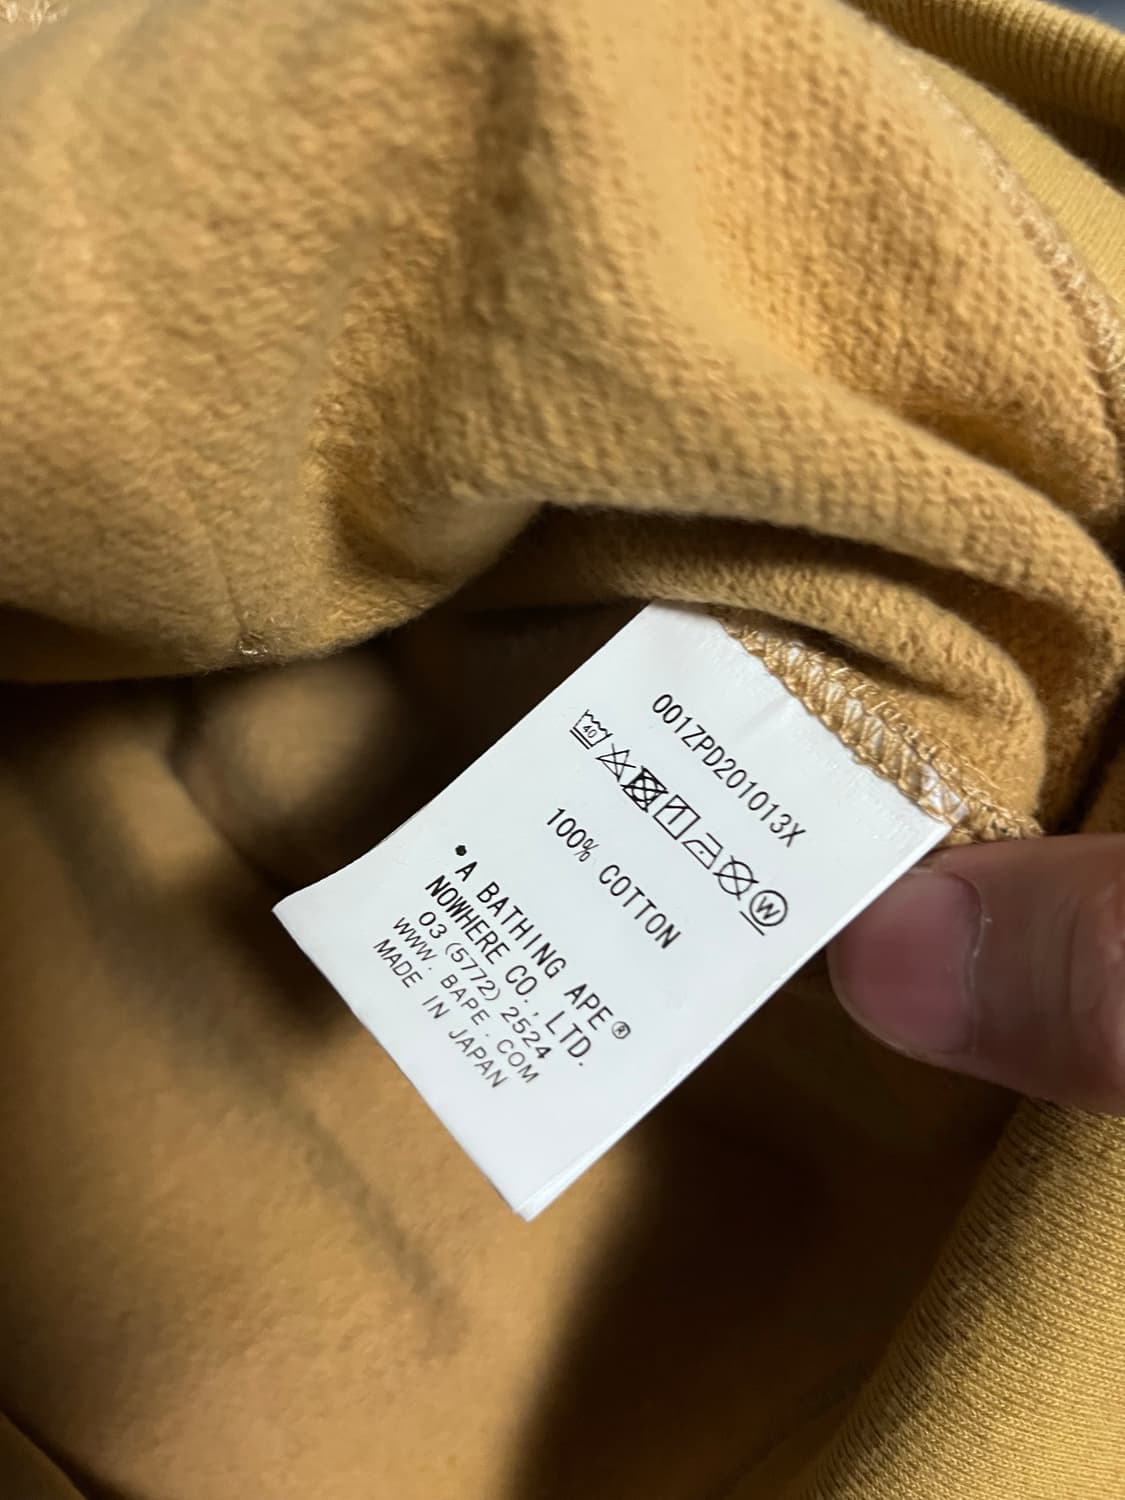 001ZPD201013X
40
W
100% COTTON
A BATHING APE®
NOWHERE CO., LTD.
03 (5772) 2524
WWW. BAPE. COM
MADE IN JAPAN